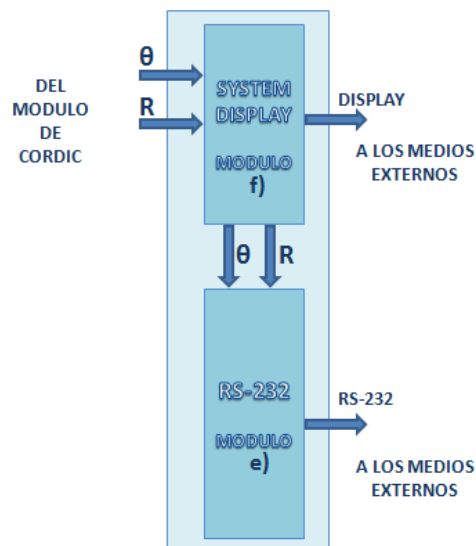 θ
DEL
MODULO
DE
CORDIC
R
SYSTEM
DISPLAY
MODULO
f)
DISPLAY
A LOS MEDIOS
EXTERNOS
θ
R
RS-232
MODULO
e)
RS-232
A LOS MEDIOS
EXTERNOS